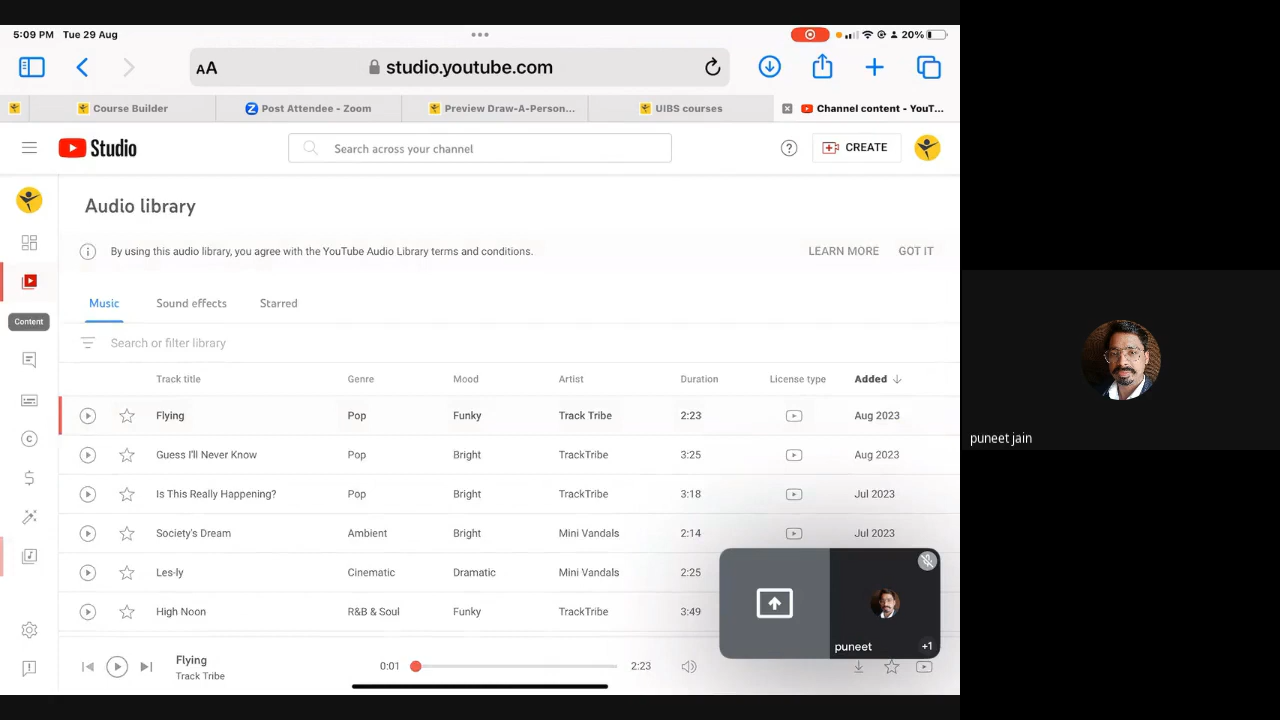 5:09 PM Tue 29 Aug 20%
AA studio.youtube.com
Course Builder Post Attendee - Zoom Preview Draw-A-Person... UIBS courses Channel content - YouT...
Studio Search across your channel CREATE
Audio library
By using this audio library, you agree with the YouTube Audio Library terms and conditions. LEARN MORE GOT IT
Music Sound effects Starred
Content
Search or filter library
Track title Genre Mood Artist Duration License type Added
Flying Pop Funky Track Tribe 2:23 Aug 2023
Guess I'll Never Know Pop Bright TrackTribe 3:25 Aug 2023
Is This Really Happening? Pop Bright TrackTribe 3:18 Jul 2023
Society's Dream Ambient Bright Mini Vandals 2:14 Jul 2023
Les-ly Cinematic Dramatic Mini Vandals 2:25
High Noon R&B & Soul Funky TrackTribe 3:49
puneet +1
Flying 0:01 2:23
Track Tribe
puneet jain